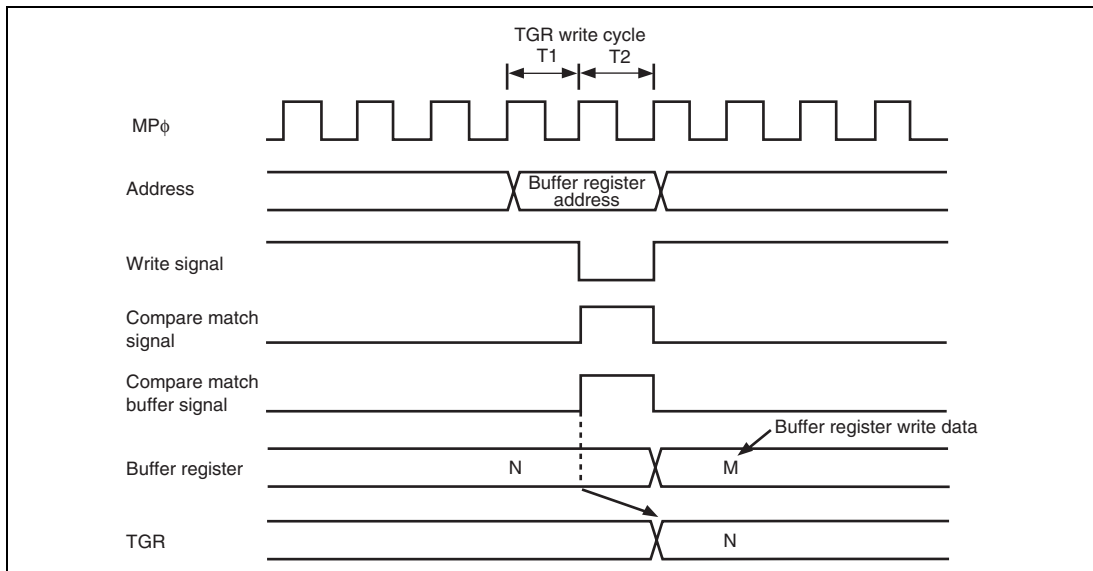 TGR write cycle
T1 T2
MPϕ
Address
Buffer register
address
Write signal
Compare match
signal
Compare match
buffer signal
Buffer register write data
Buffer register
N M
TGR
N